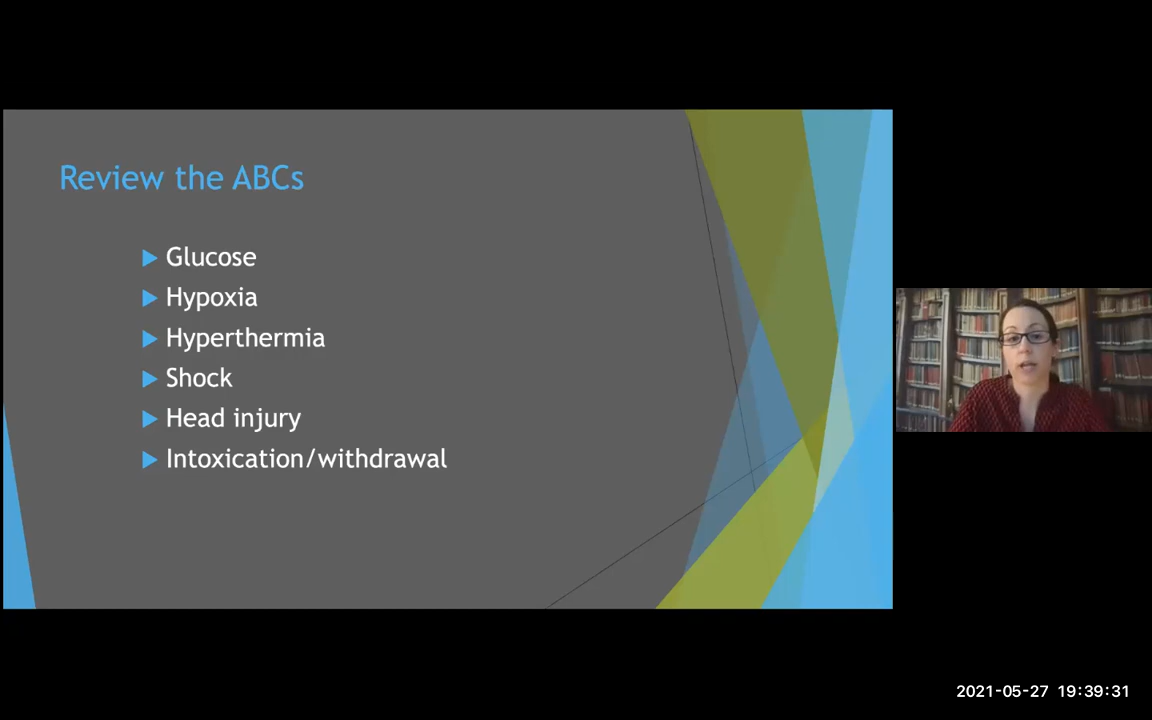 Review the ABCs
Glucose
Hypoxia
Hyperthermia
Shock
Head injury
Intoxication/withdrawal
2021-05-27 19:39:31